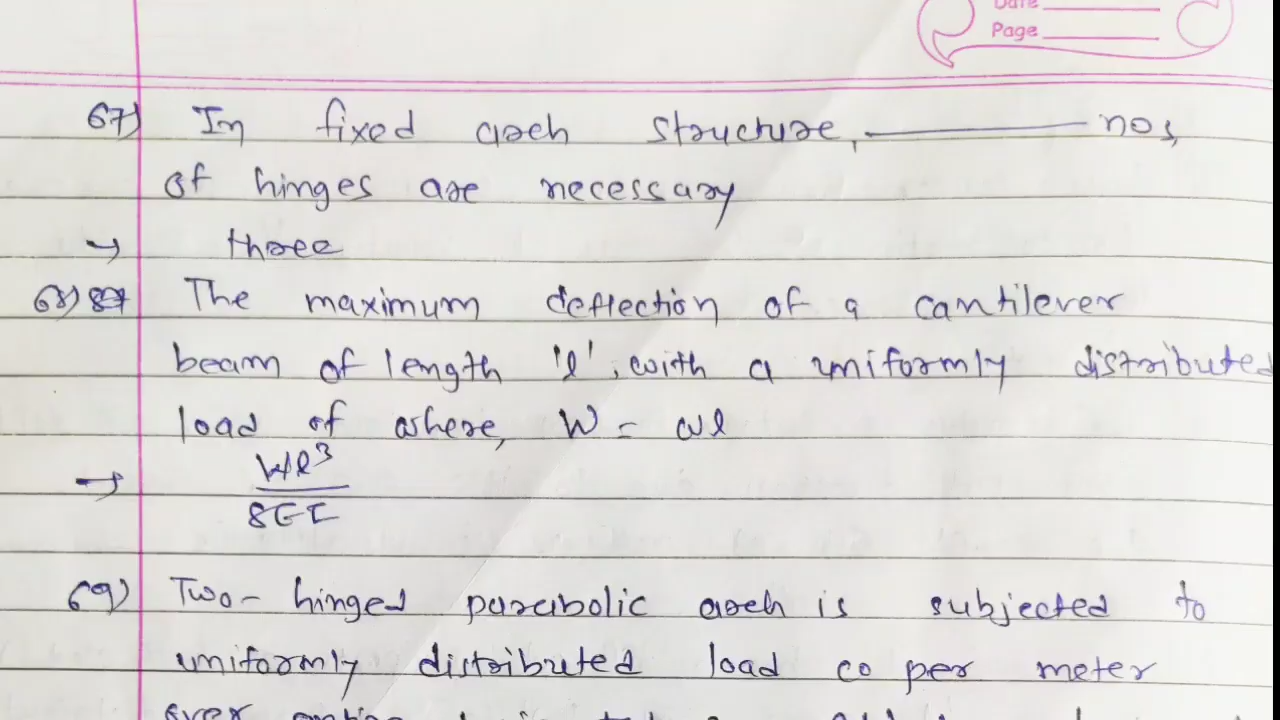 Date
Page
67) In fixed arch structure, ——— nos,
of hinges are necessary
→ three
68) The maximum deflection of a cantilever
beam of length 'l', with a uniformly distributed
load of where, W = wl
→ Wl³
8EI
69) Two-hinged parabolic arch is subjected to
uniformly distributed load co per meter
over